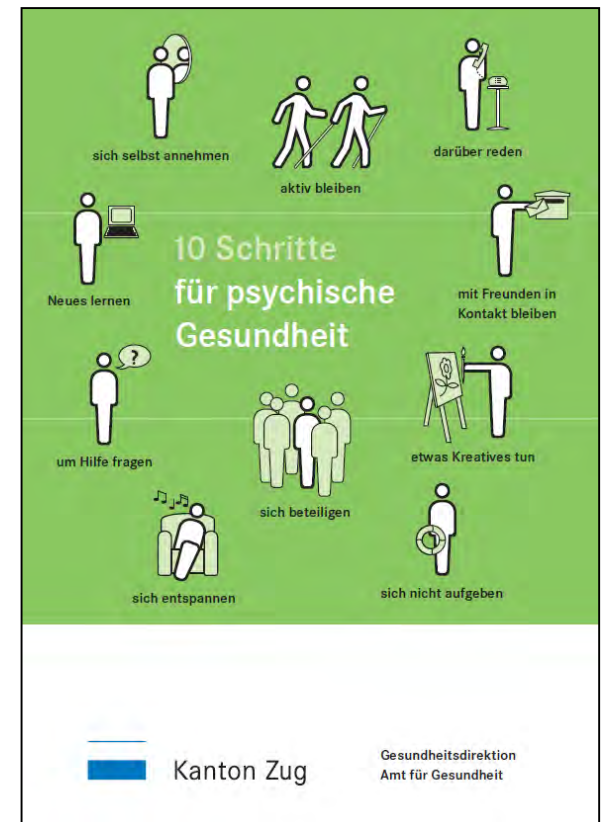 sich selbst annehmen
aktiv bleiben
darüber reden
10 Schritte
für psychische
Gesundheit
Neues lernen
mit Freunden in
Kontakt bleiben
?
um Hilfe fragen
etwas Kreatives tun
sich beteiligen
sich entspannen
sich nicht aufgeben
Kanton Zug
Gesundheitsdirektion
Amt für Gesundheit